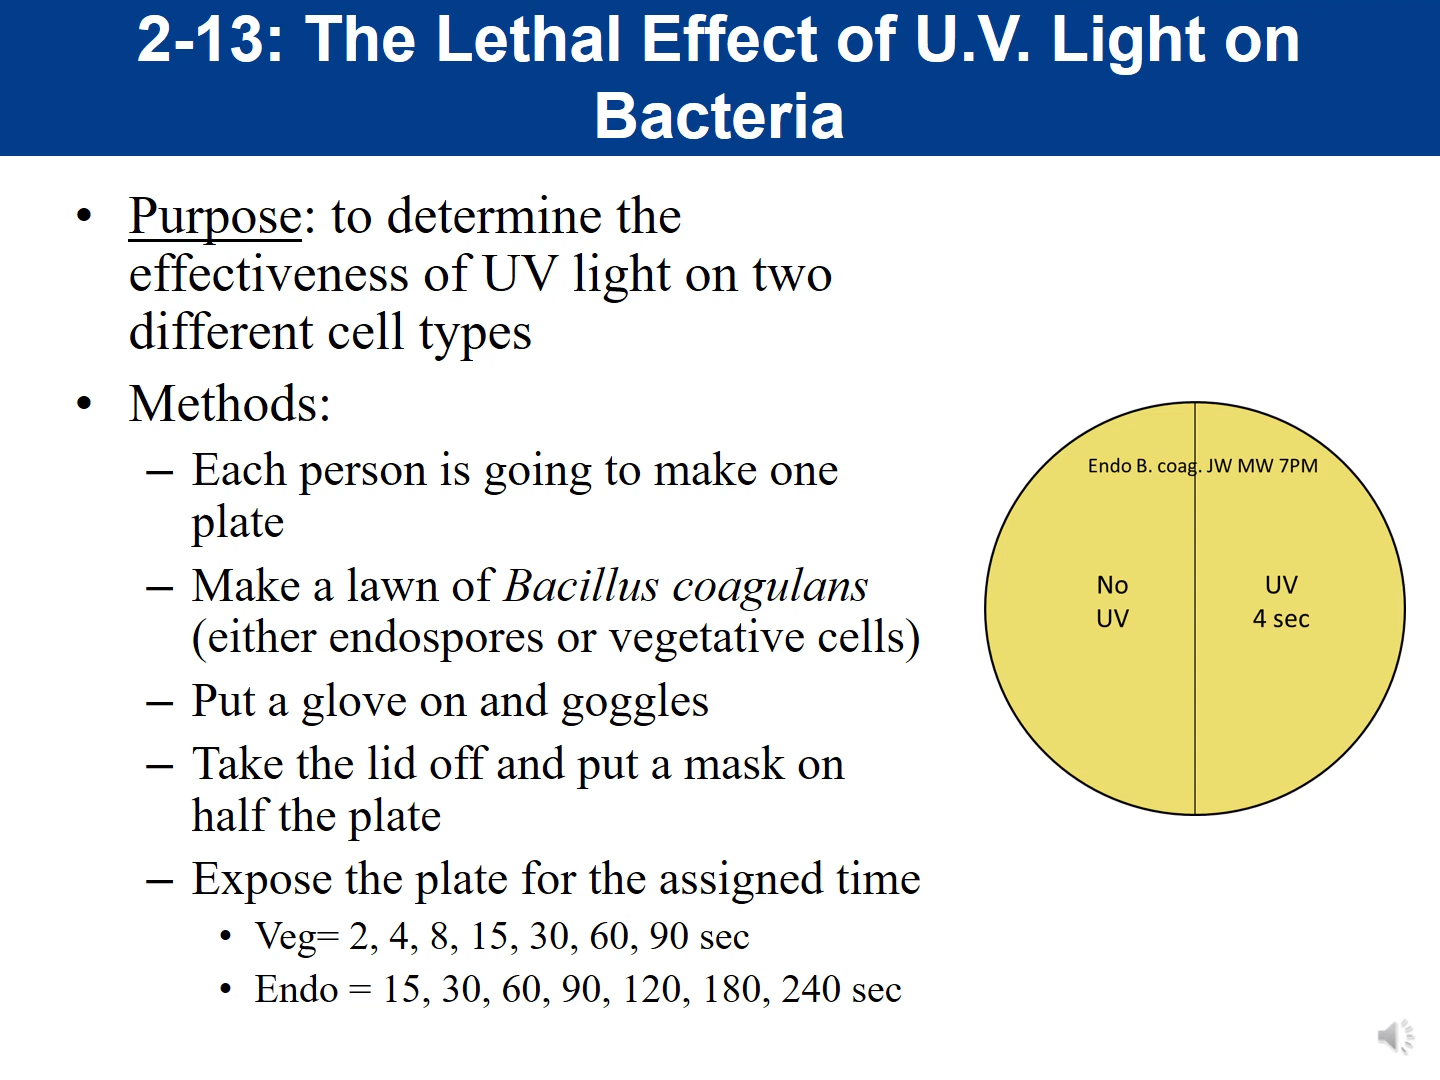 2-13: The Lethal Effect of U.V. Light on
Bacteria
• Purpose: to determine the
effectiveness of UV light on two
different cell types
• Methods:
– Each person is going to make one
plate
– Make a lawn of Bacillus coagulans
(either endospores or vegetative cells)
– Put a glove on and goggles
– Take the lid off and put a mask on
half the plate
– Expose the plate for the assigned time
• Veg= 2, 4, 8, 15, 30, 60, 90 sec
• Endo = 15, 30, 60, 90, 120, 180, 240 sec
Endo B. coag. JW MW 7PM
No
UV
UV
4 sec